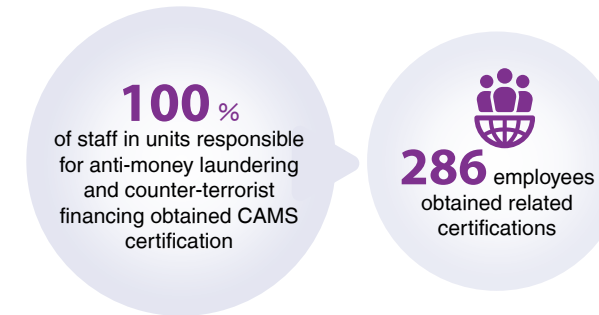 100 %
of staff in units responsible
for anti-money laundering
and counter-terrorist
financing obtained CAMS
certification
286 employees
obtained related
certifications